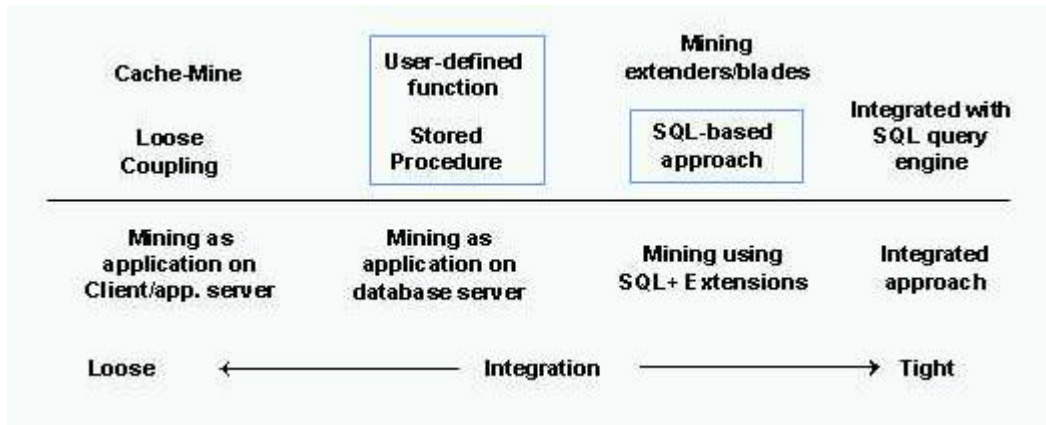 Cache-Mine
Loose
Coupling
User-defined
function
Stored
Procedure
Mining
extenders/blades
SQL-based
approach
Integrated with
SQL query
engine
Mining as
application on
Client/app. server
Mining as
application on
database server
Mining using
SQL+ Extensions
Integrated
approach
Loose
Integration
Tight